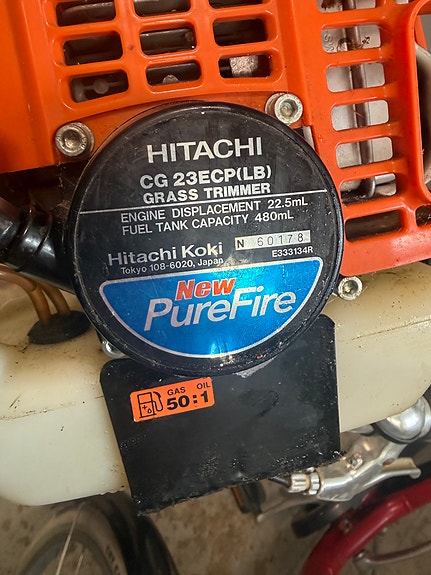 HITACHI
CG 23ECP(LB)
GRASS TRIMMER
ENGINE DISPLACEMENT 22.5mL
FUEL TANK CAPACITY 480mL
Hitachi Koki N 60178
Tokyo 108-6020, Japan E333134R
New
PureFire
GAS OIL
50:1